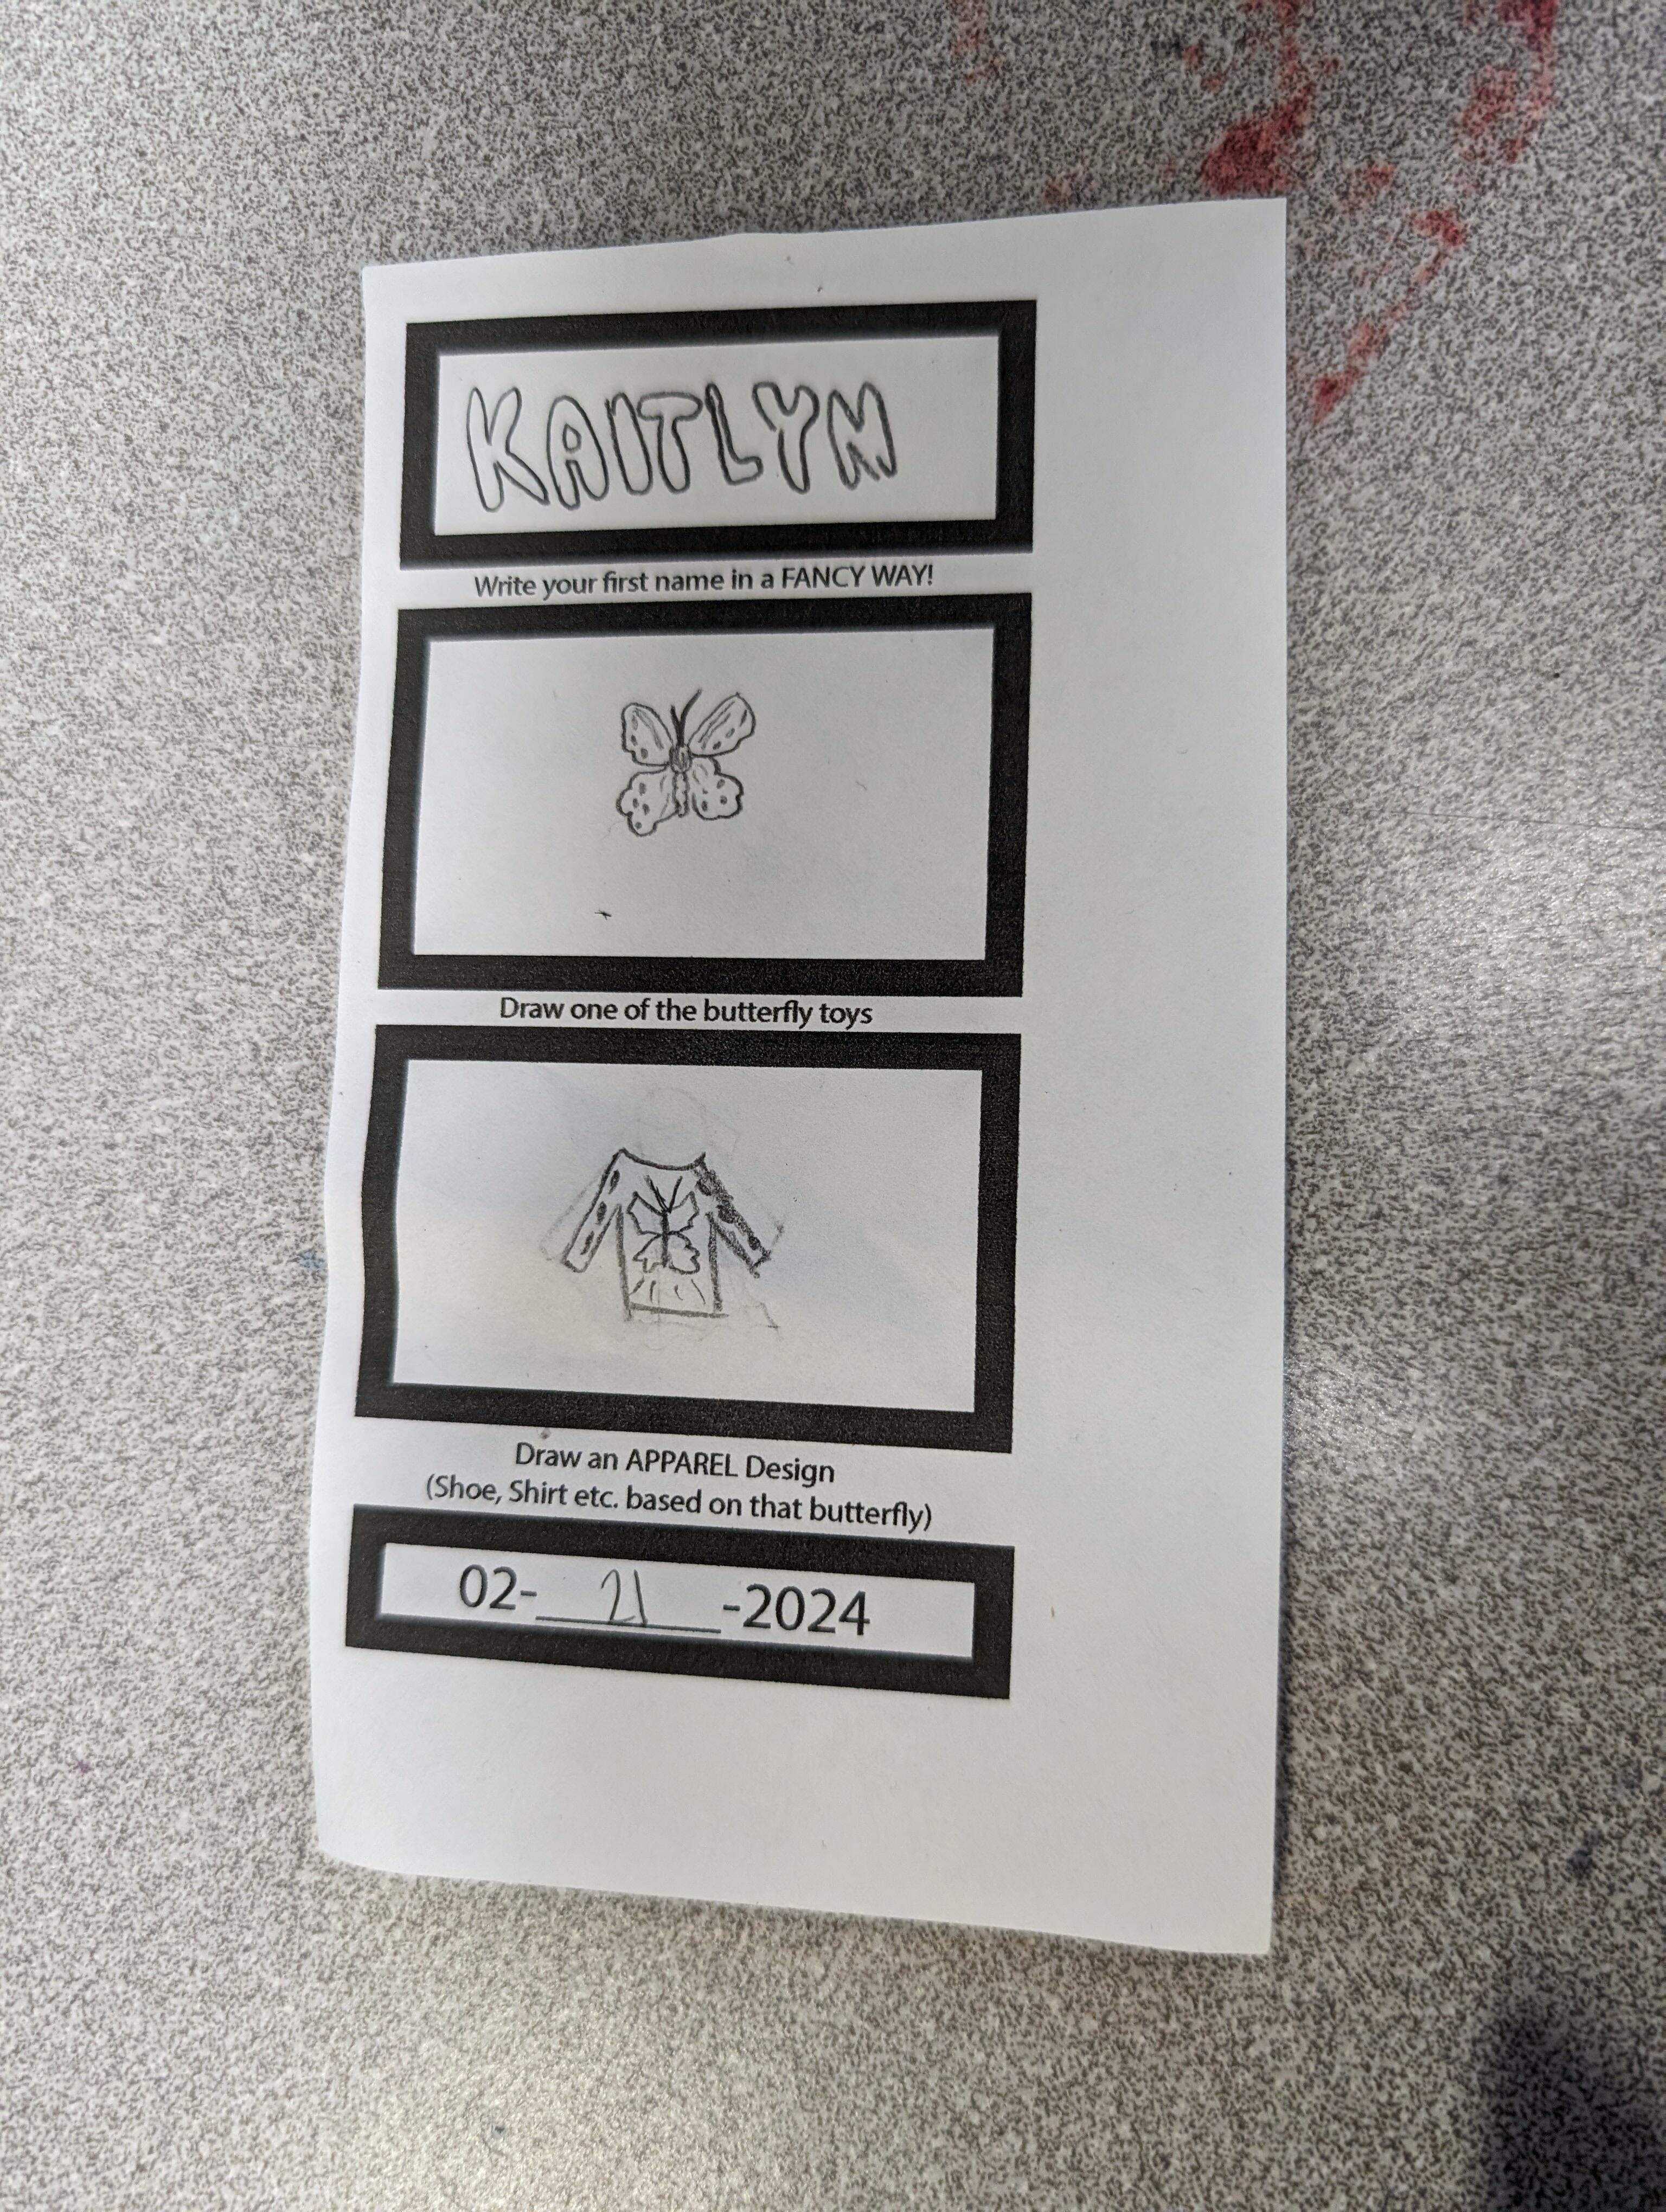 KAITLYN
Write your first name in a FANCY WAY!
Draw one of the butterfly toys
Draw an APPAREL Design
(Shoe, Shirt etc. based on that butterfly)
02- 21 -2024